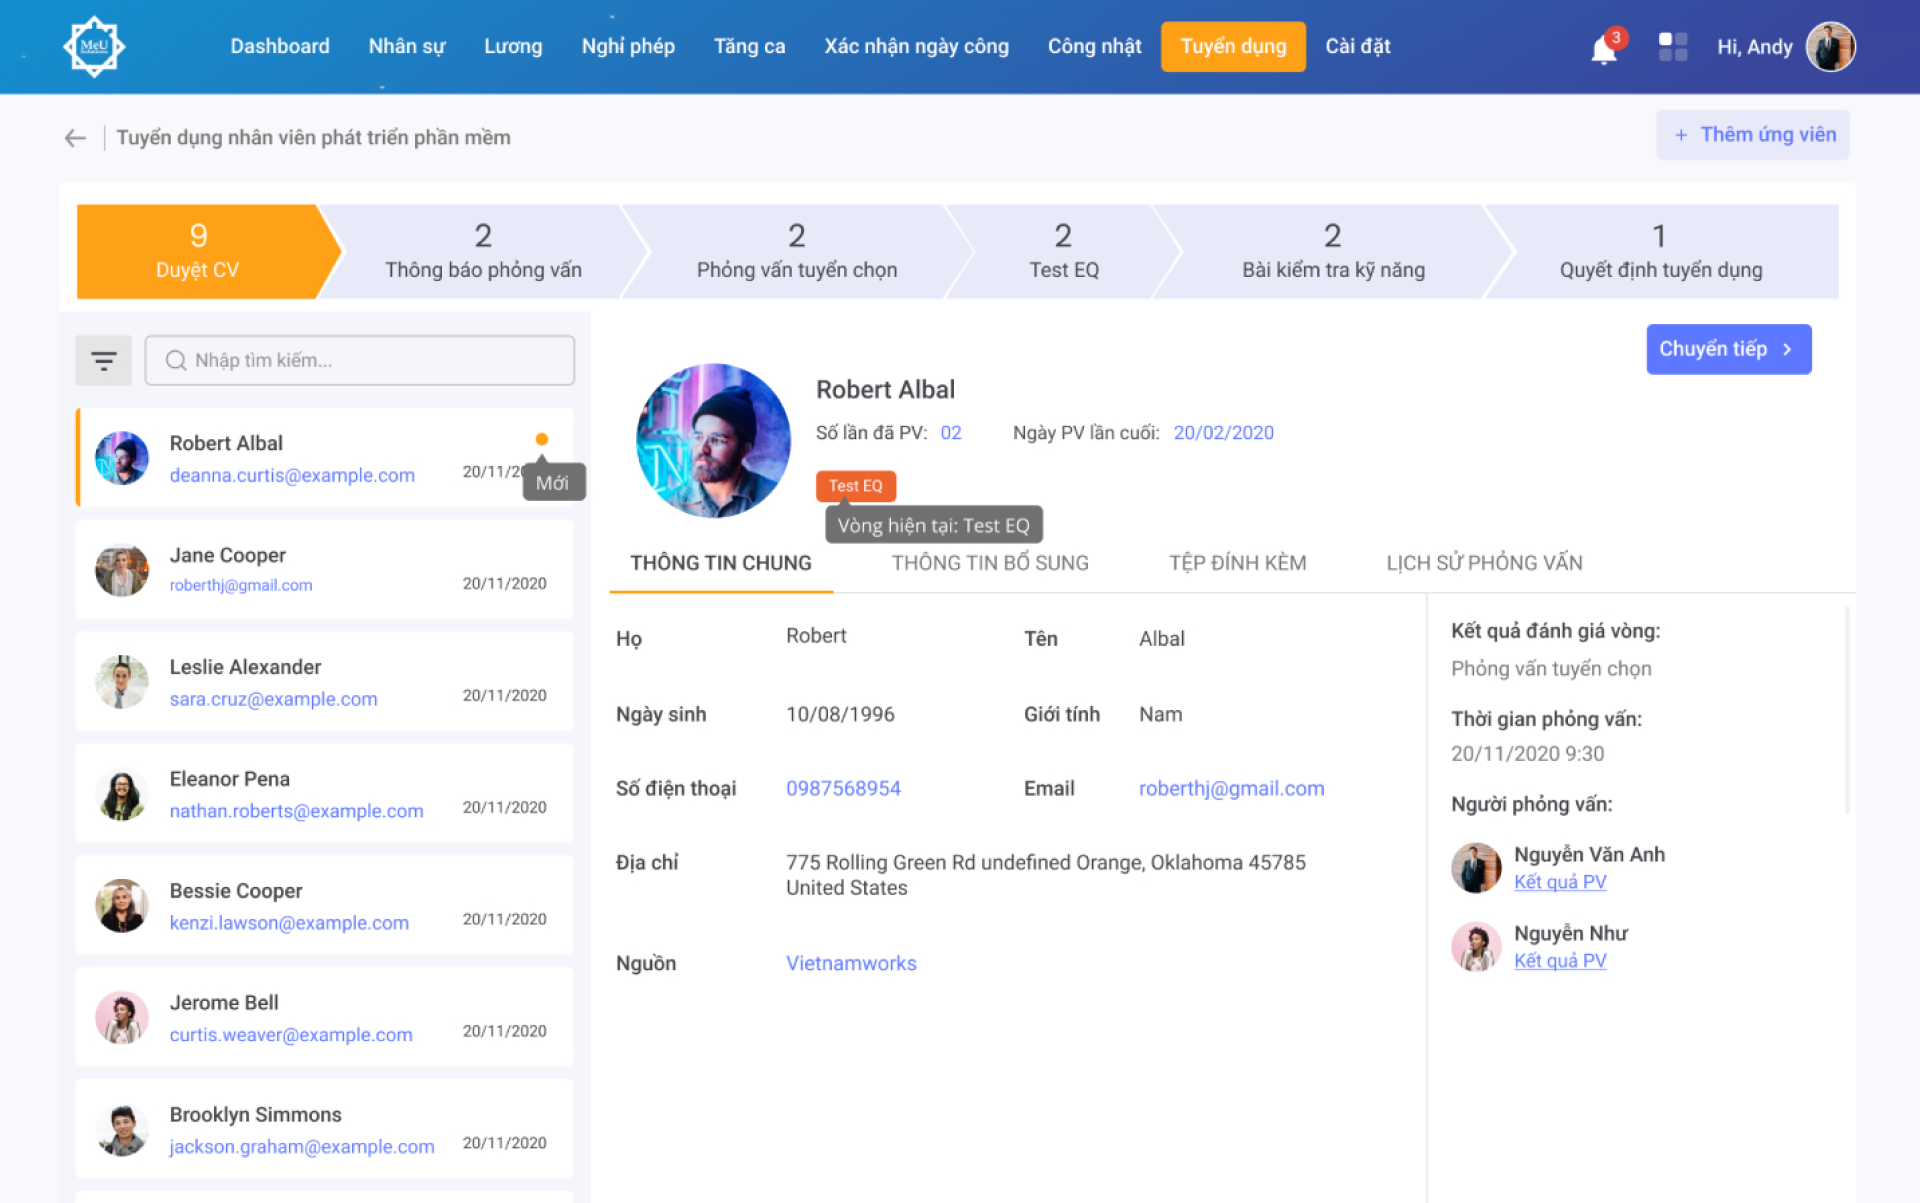 MeU
Dashboard
Nhân sự
Lương
Nghỉ phép
Tăng ca
Xác nhận ngày công
Công nhật
Tuyển dụng
Cài đặt
3
Hi, Andy
Tuyển dụng nhân viên phát triển phần mềm
+ Thêm ứng viên
9
Duyệt CV
2
Thông báo phỏng vấn
2
Phỏng vấn tuyển chọn
2
Test EQ
2
Bài kiểm tra kỹ năng
1
Quyết định tuyển dụng
Nhập tìm kiếm...
Robert Albal
deanna.curtis@example.com
20/11/20
Mới
Jane Cooper
roberthj@gmail.com
20/11/2020
Leslie Alexander
sara.cruz@example.com
20/11/2020
Eleanor Pena
nathan.roberts@example.com
20/11/2020
Bessie Cooper
kenzi.lawson@example.com
20/11/2020
Jerome Bell
curtis.weaver@example.com
20/11/2020
Brooklyn Simmons
jackson.graham@example.com
20/11/2020
Chuyển tiếp
Robert Albal
Số lần đã PV: 02
Ngày PV lần cuối: 20/02/2020
Test EQ
Vòng hiện tại: Test EQ
THÔNG TIN CHUNG
THÔNG TIN BỔ SUNG
TỆP ĐÍNH KÈM
LỊCH SỬ PHỎNG VẤN
Họ
Robert
Tên
Albal
Ngày sinh
10/08/1996
Giới tính
Nam
Số điện thoại
0987568954
Email
roberthj@gmail.com
Địa chỉ
775 Rolling Green Rd undefined Orange, Oklahoma 45785
United States
Nguồn
Vietnamworks
Kết quả đánh giá vòng:
Phỏng vấn tuyển chọn
Thời gian phỏng vấn:
20/11/2020 9:30
Người phỏng vấn:
Nguyễn Văn Anh
Kết quả PV
Nguyễn Như
Kết quả PV